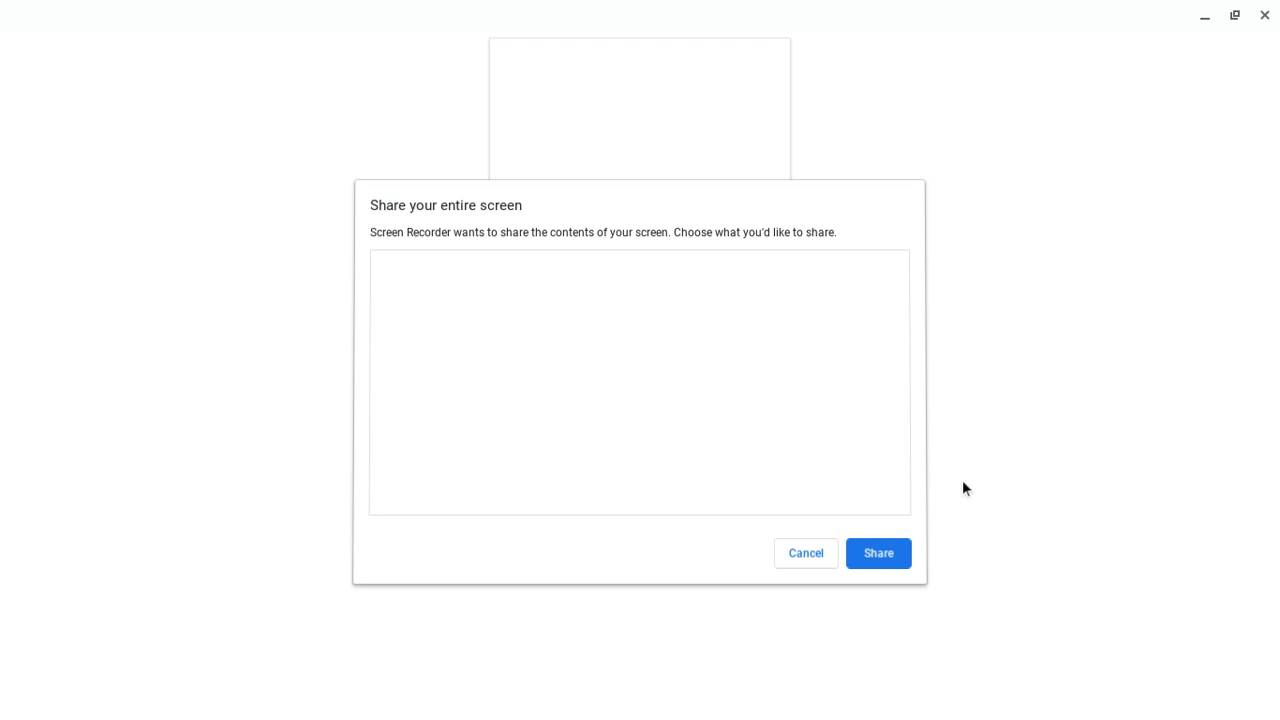 Share your entire screen
Screen Recorder wants to share the contents of your screen. Choose what you'd like to share.
Cancel
Share